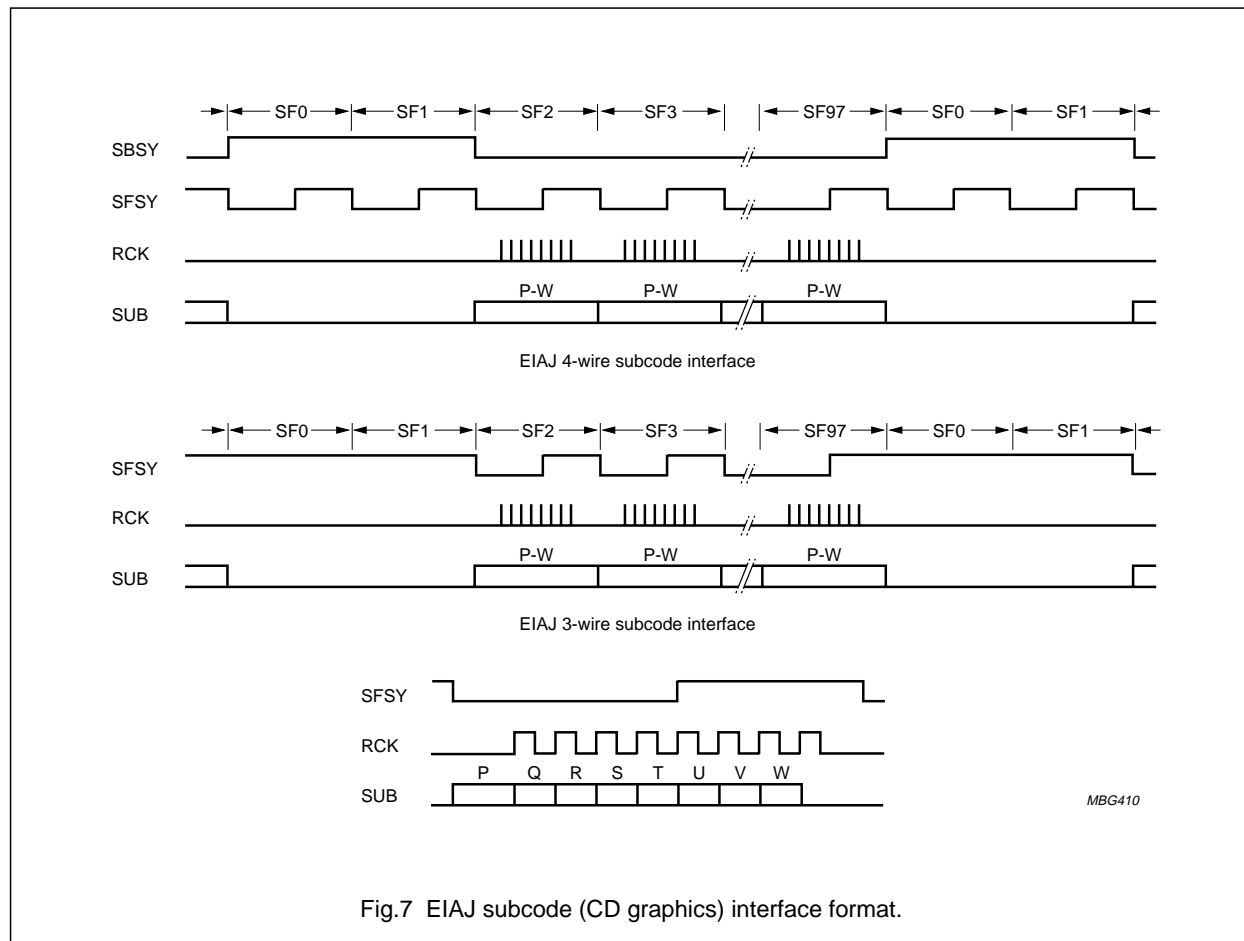 SF0 SF1 SF2 SF3 SF97 SF0 SF1
SBSY
SFSY
RCK
P-W P-W P-W
SUB
EIAJ 4-wire subcode interface
SF0 SF1 SF2 SF3 SF97 SF0 SF1
SFSY
RCK
P-W P-W P-W
SUB
EIAJ 3-wire subcode interface
SFSY
RCK
P Q R S T U V W
SUB
MBG410
Fig.7 EIAJ subcode (CD graphics) interface format.